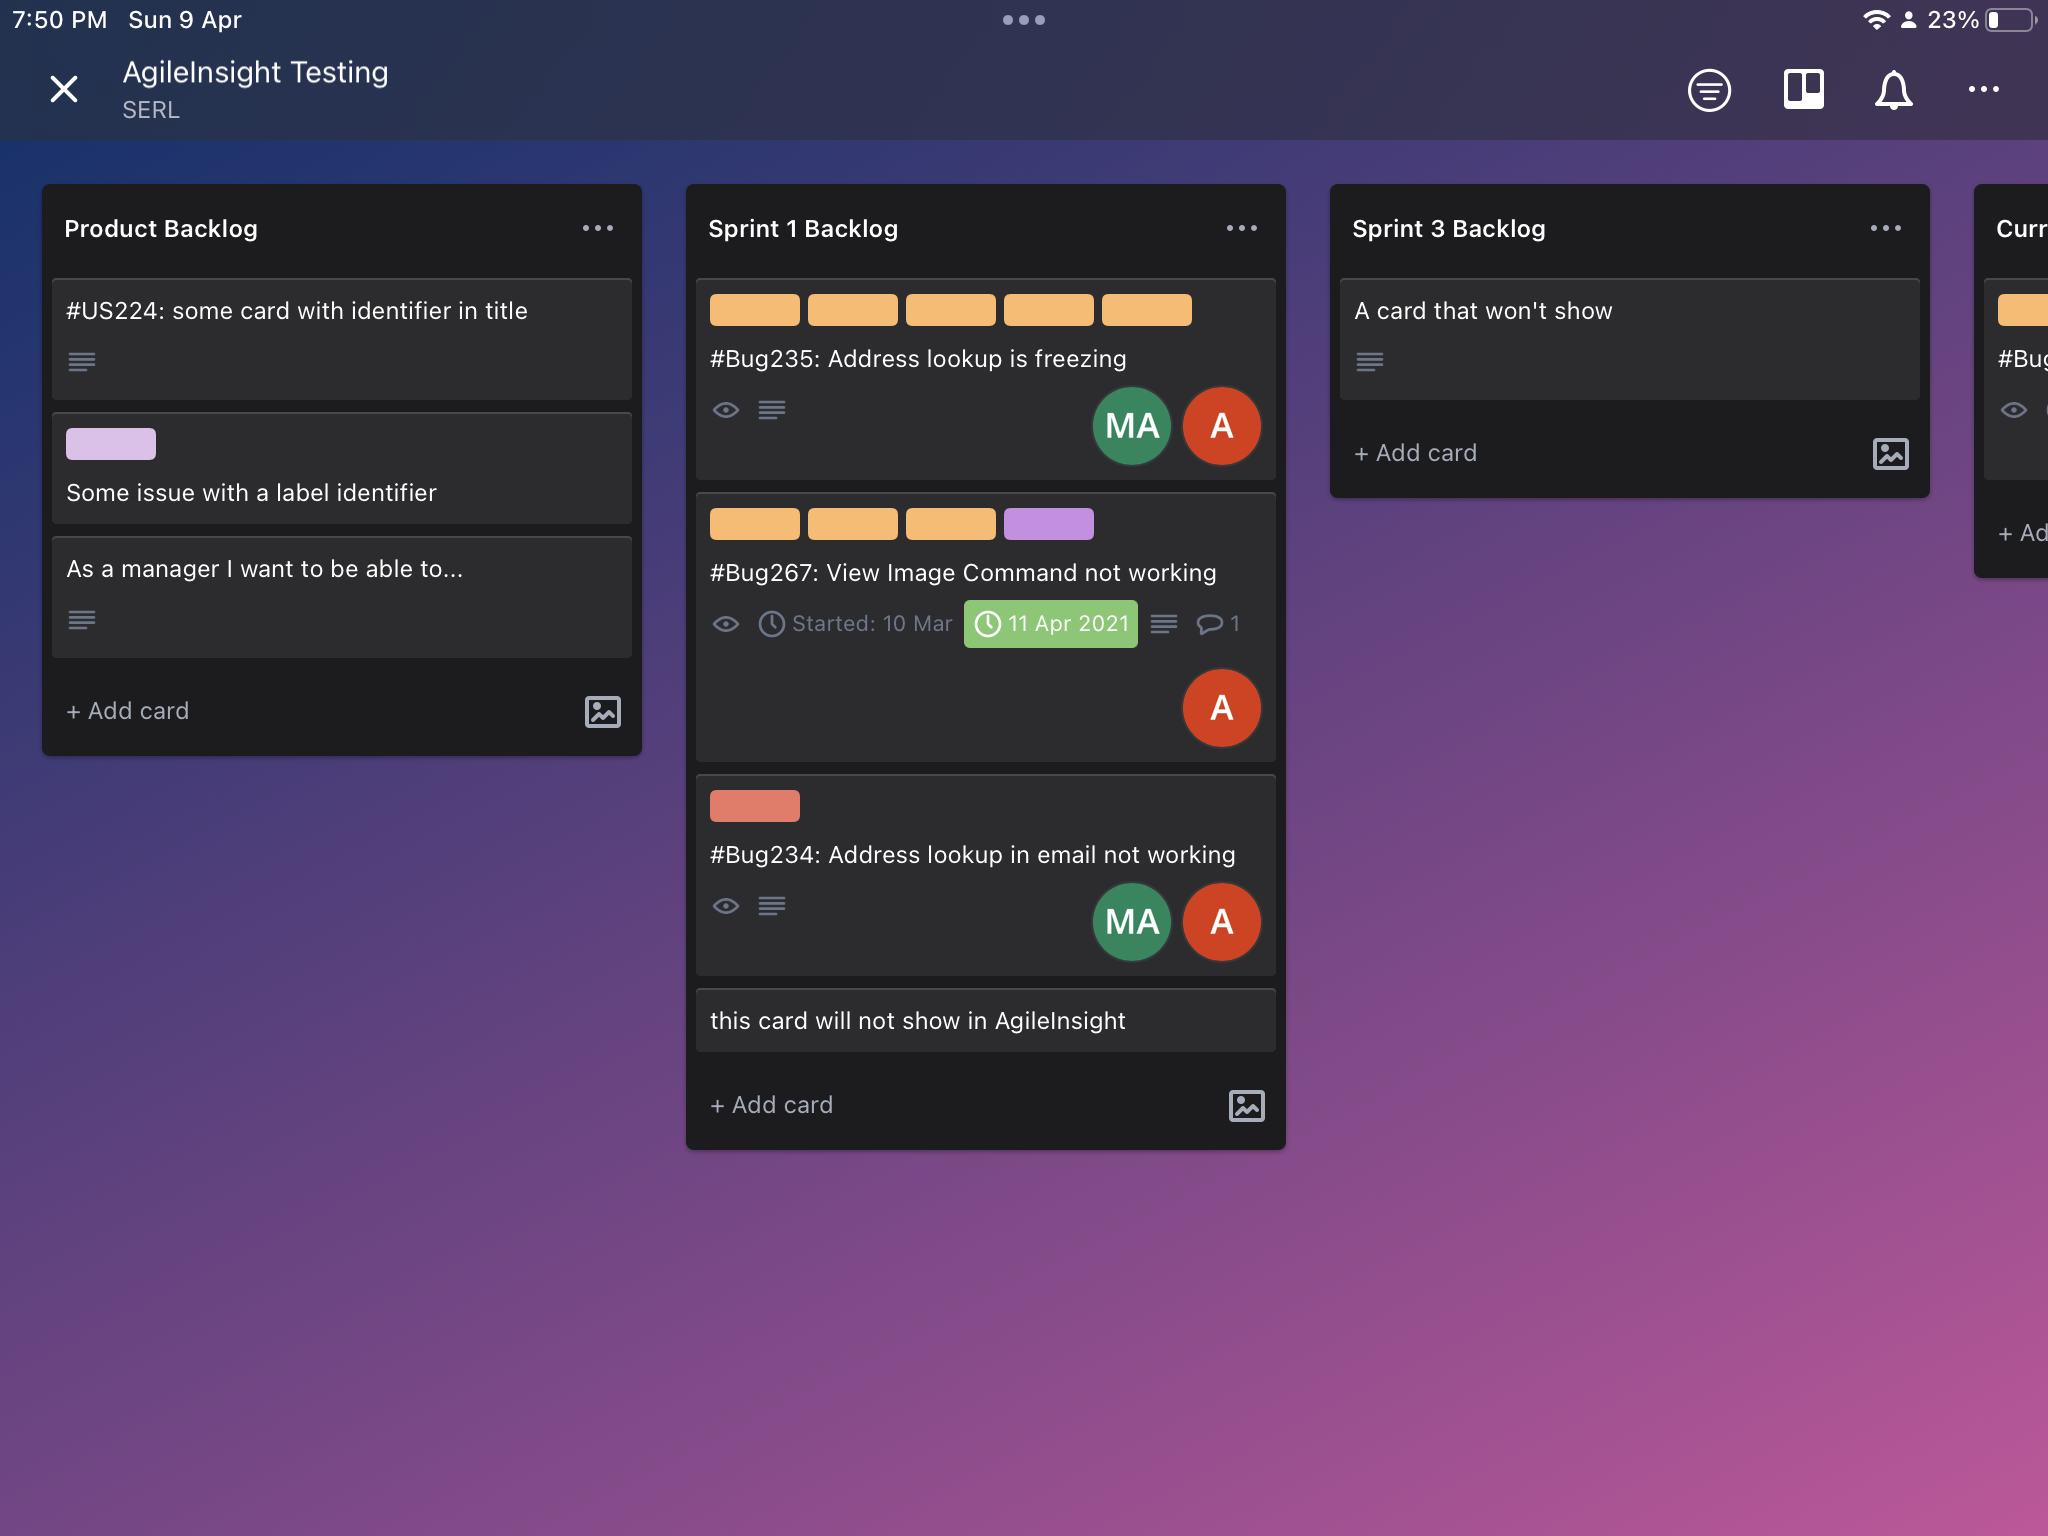 7:50 PM Sun 9 Apr
23%
AgileInsight Testing
SERL
Product Backlog
#US224: some card with identifier in title
Some issue with a label identifier
As a manager I want to be able to...
+ Add card
Sprint 1 Backlog
#Bug235: Address lookup is freezing
MA A
#Bug267: View Image Command not working
Started: 10 Mar 11 Apr 2021 1
A
#Bug234: Address lookup in email not working
MA A
this card will not show in AgileInsight
+ Add card
Sprint 3 Backlog
A card that won't show
+ Add card
Curr
#Bug
+ Ad